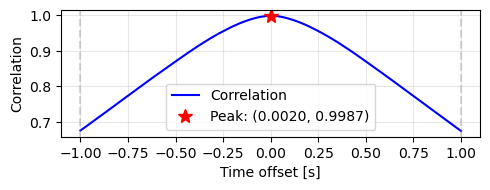 1.0
0.9
0.8
0.7
Correlation
Correlation
Peak: (0.0020, 0.9987)
−1.00 −0.75 −0.50 −0.25 0.00 0.25 0.50 0.75 1.00
Time offset [s]